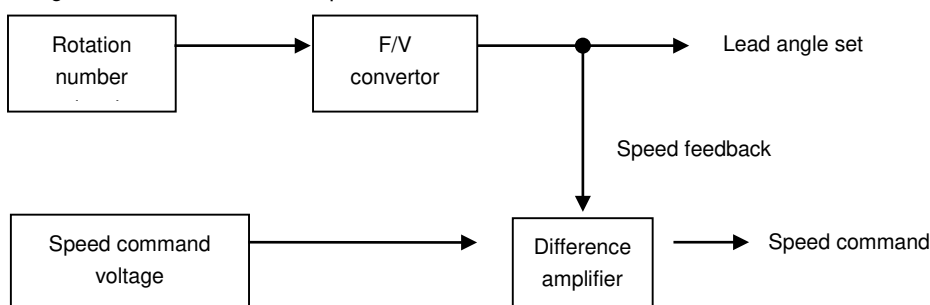 Rotation
number
F/V
convertor
Lead angle set
Speed feedback
Speed command
voltage
Difference
amplifier
Speed command